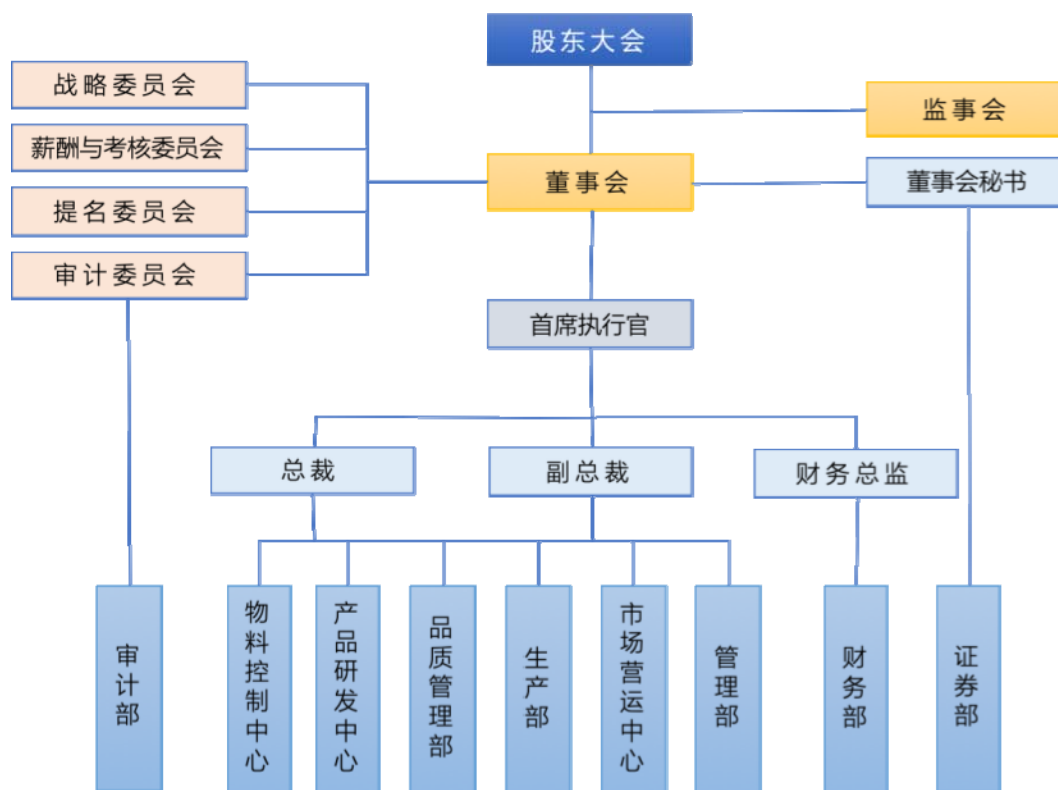 股东大会
战略委员会
监事会
薪酬与考核委员会
董事会
董事会秘书
提名委员会
审计委员会
首席执行官
总裁
副总裁
财务总监
审计部
物料控制中心
产品研发中心
品质管理部
生产部
市场营运中心
管理部
财务部
证券部